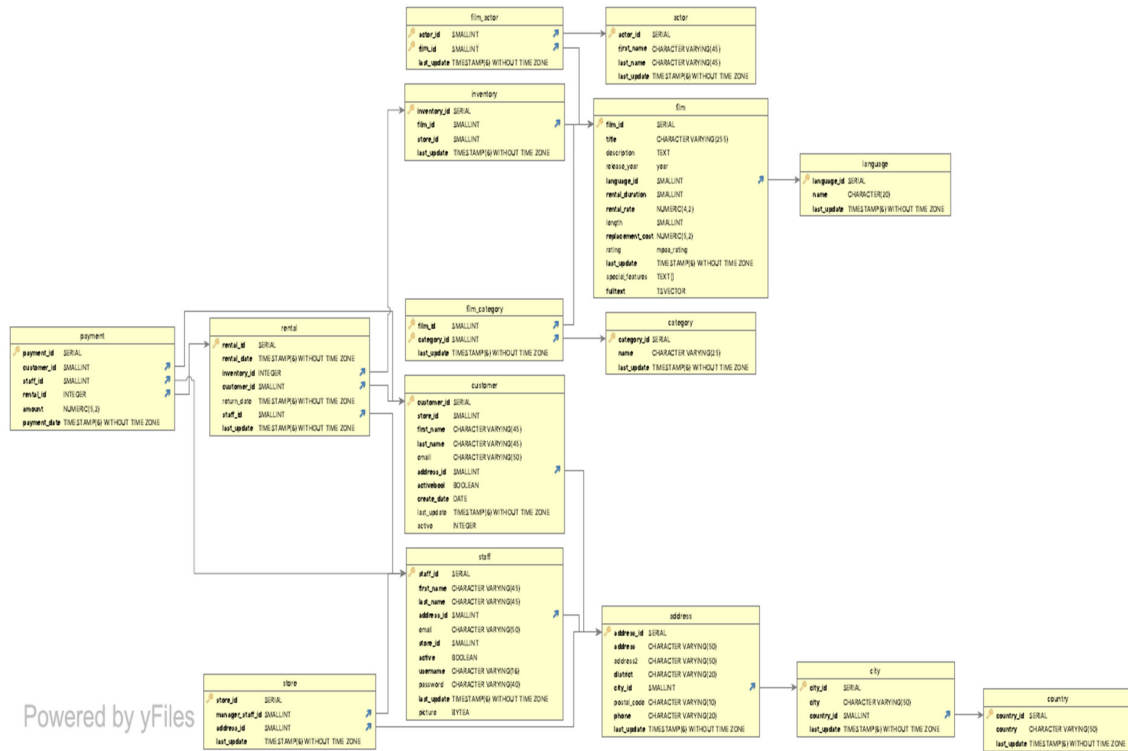 film_actor
actor_id SMALLINT
film_id SMALLINT
last_update TIMESTAMP(6) WITHOUT TIME ZONE
actor
actor_id SERIAL
first_name CHARACTER VARYING(45)
last_name CHARACTER VARYING(45)
last_update TIMESTAMP(6) WITHOUT TIME ZONE
inventory
inventory_id SERIAL
film_id SMALLINT
store_id SMALLINT
last_update TIMESTAMP(6) WITHOUT TIME ZONE
film
film_id SERIAL
title CHARACTER VARYING(255)
description TEXT
release_year year
language_id SMALLINT
rental_duration SMALLINT
rental_rate NUMERIC(4,2)
length SMALLINT
replacement_cost NUMERIC(5,2)
rating mpaa_rating
last_update TIMESTAMP(6) WITHOUT TIME ZONE
special_features TEXT[]
fulltext TSVECTOR
language
language_id SERIAL
name CHARACTER(20)
last_update TIMESTAMP(6) WITHOUT TIME ZONE
film_category
film_id SMALLINT
category_id SMALLINT
last_update TIMESTAMP(6) WITHOUT TIME ZONE
category
category_id SERIAL
name CHARACTER VARYING(25)
last_update TIMESTAMP(6) WITHOUT TIME ZONE
payment
payment_id SERIAL
customer_id SMALLINT
staff_id SMALLINT
rental_id INTEGER
amount NUMERIC(5,2)
payment_date TIMESTAMP(6) WITHOUT TIME ZONE
rental
rental_id SERIAL
rental_date TIMESTAMP(6) WITHOUT TIME ZONE
inventory_id INTEGER
customer_id SMALLINT
return_date TIMESTAMP(6) WITHOUT TIME ZONE
staff_id SMALLINT
last_update TIMESTAMP(6) WITHOUT TIME ZONE
customer
customer_id SERIAL
store_id SMALLINT
first_name CHARACTER VARYING(45)
last_name CHARACTER VARYING(45)
email CHARACTER VARYING(50)
address_id SMALLINT
activebool BOOLEAN
create_date DATE
last_update TIMESTAMP(6) WITHOUT TIME ZONE
active INTEGER
staff
staff_id SERIAL
first_name CHARACTER VARYING(45)
last_name CHARACTER VARYING(45)
address_id SMALLINT
email CHARACTER VARYING(50)
store_id SMALLINT
active BOOLEAN
username CHARACTER VARYING(16)
password CHARACTER VARYING(40)
last_update TIMESTAMP(6) WITHOUT TIME ZONE
picture BYTEA
address
address_id SERIAL
address CHARACTER VARYING(50)
address2 CHARACTER VARYING(50)
district CHARACTER VARYING(20)
city_id SMALLINT
postal_code CHARACTER VARYING(10)
phone CHARACTER VARYING(20)
last_update TIMESTAMP(6) WITHOUT TIME ZONE
city
city_id SERIAL
city CHARACTER VARYING(50)
country_id SMALLINT
last_update TIMESTAMP(6) WITHOUT TIME ZONE
country
country_id SERIAL
country CHARACTER VARYING(50)
last_update TIMESTAMP(6) WITHOUT TIME ZONE
store
store_id SERIAL
manager_staff_id SMALLINT
address_id SMALLINT
last_update TIMESTAMP(6) WITHOUT TIME ZONE
Powered by yFiles